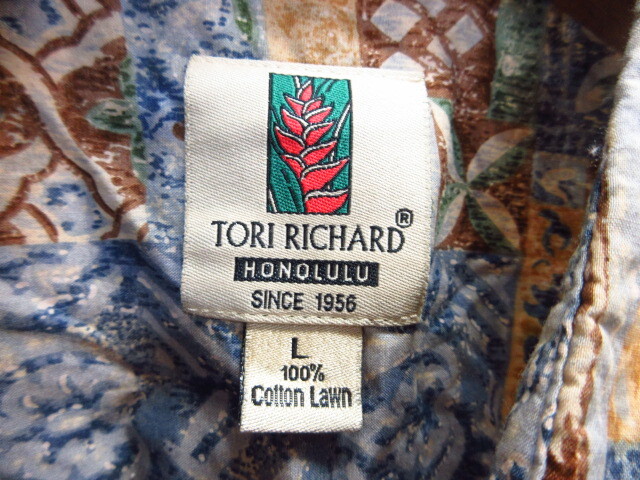 TORI RICHARD®
HONOLULU
SINCE 1956
L
100%
Cotton Lawn